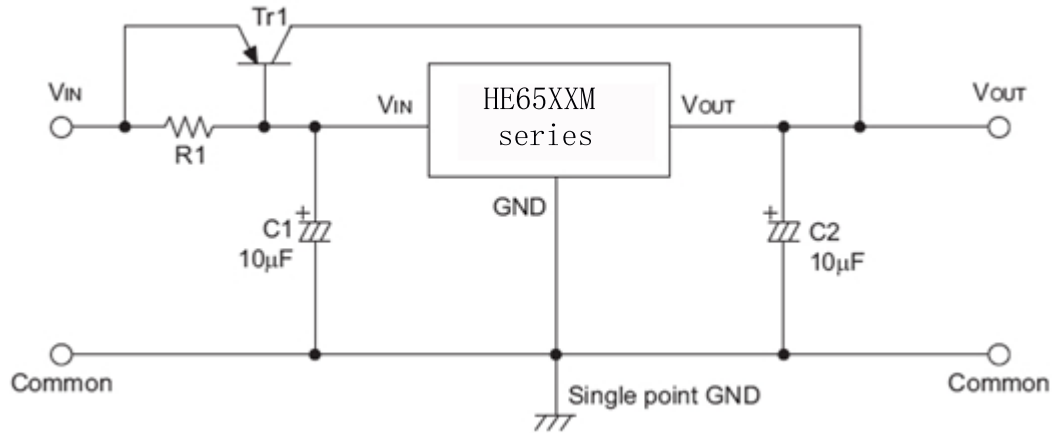 Tr1
VIN
VIN
HE65XXM
series
VOUT
VOUT
R1
GND
+
C1
10μF
+
C2
10μF
Common
Single point GND
Common